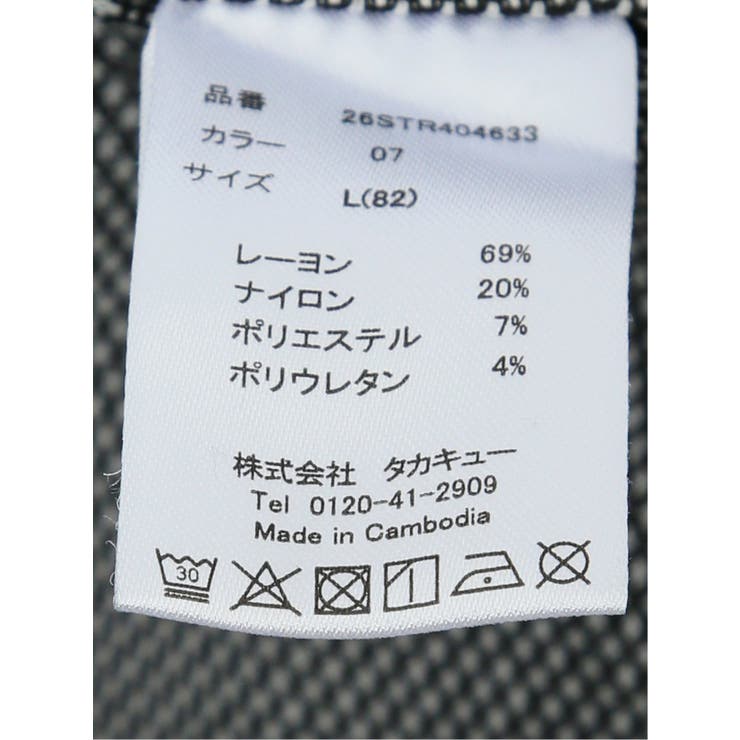 品番 26STR404633
カラー 07
サイズ L(82)
レーヨン 69%
ナイロン 20%
ポリエステル 7%
ポリウレタン 4%
株式会社 タカキュー
Tel 0120-41-2909
Made in Cambodia
30